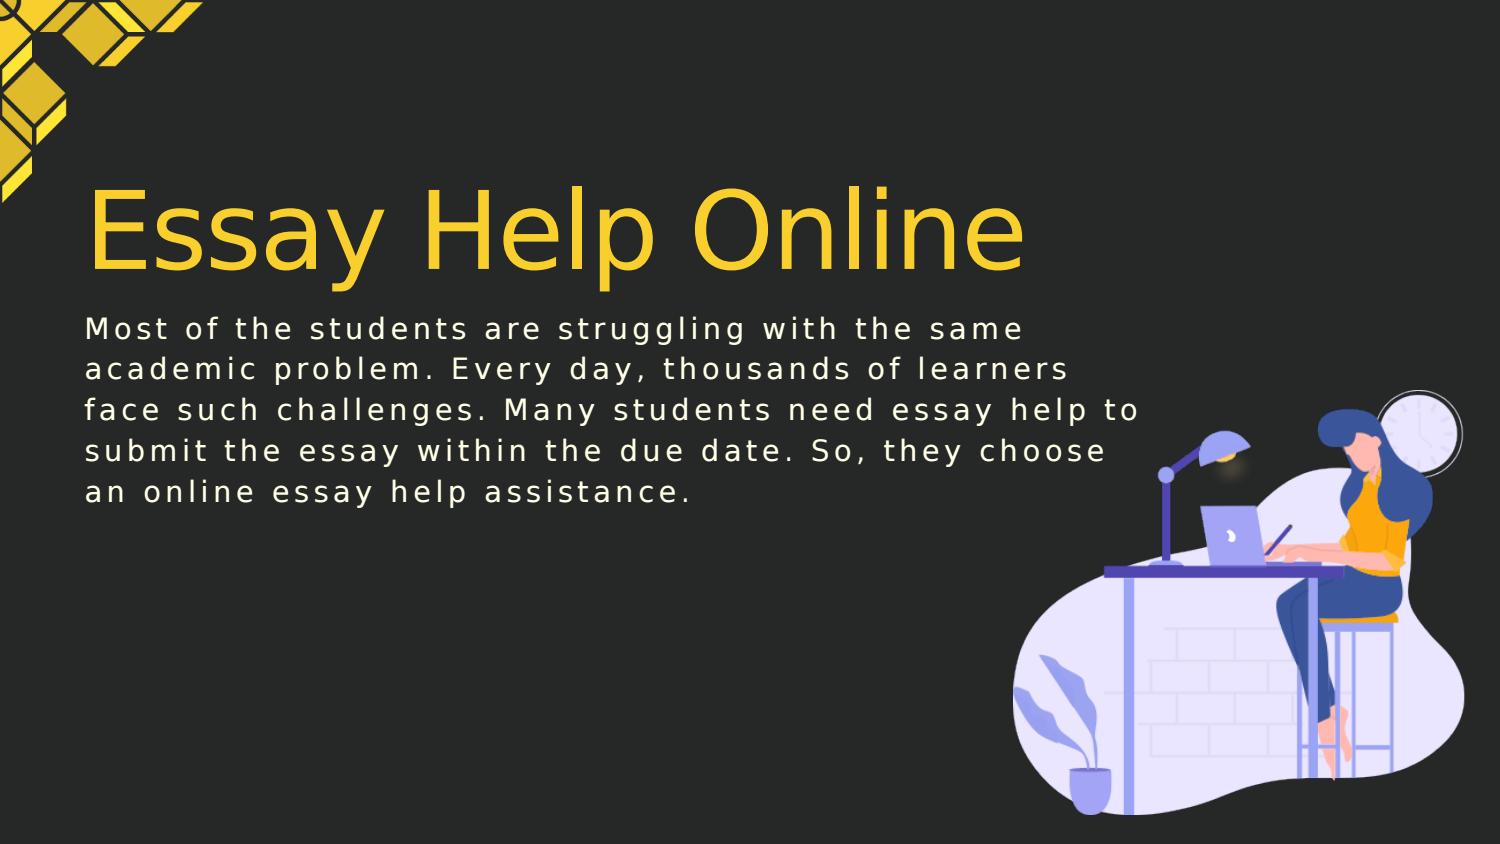 Essay Help Online
Most of the students are struggling with the same
academic problem. Every day, thousands of learners
face such challenges. Many students need essay help to
submit the essay within the due date. So, they choose
an online essay help assistance.